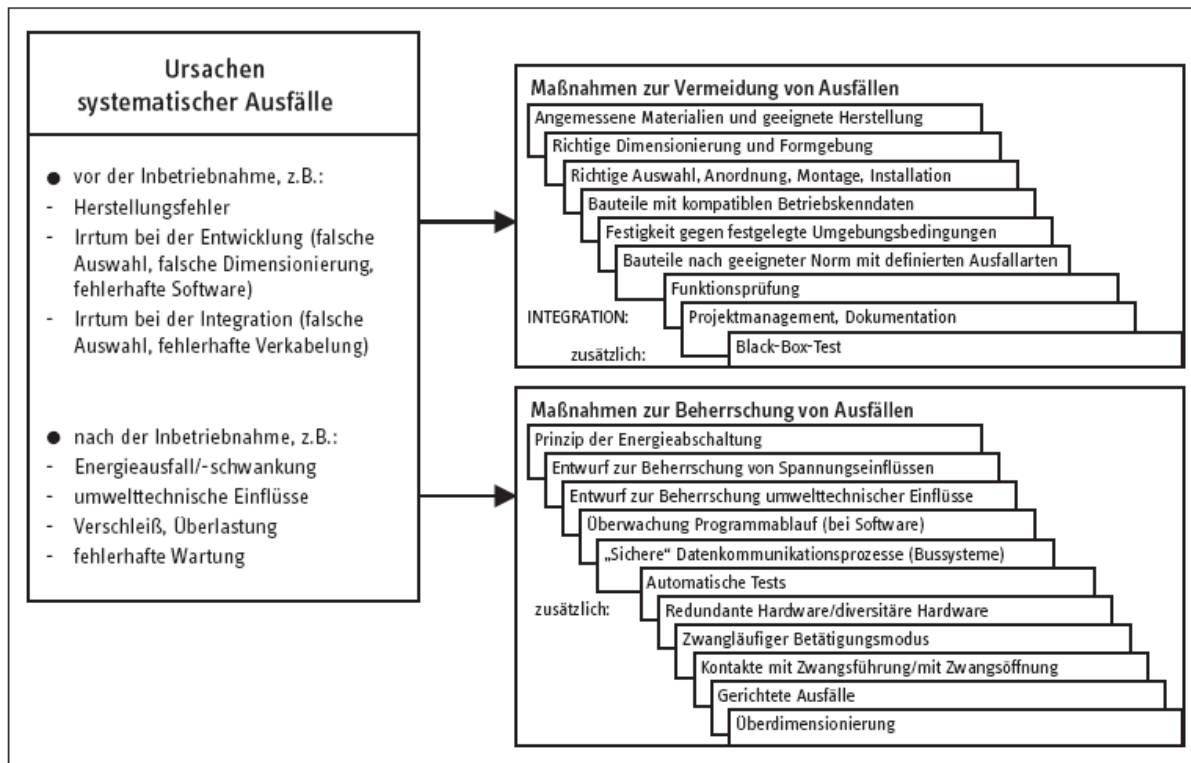 Ursachen
systematischer Ausfälle
● vor der Inbetriebnahme, z.B.:
- Herstellungsfehler
- Irrtum bei der Entwicklung (falsche
Auswahl, falsche Dimensionierung,
fehlerhafte Software)
- Irrtum bei der Integration (falsche
Auswahl, fehlerhafte Verkabelung)
● nach der Inbetriebnahme, z.B.:
- Energieausfall/-schwankung
- umwelttechnische Einflüsse
- Verschleiß, Überlastung
- fehlerhafte Wartung
Maßnahmen zur Vermeidung von Ausfällen
Angemessene Materialien und geeignete Herstellung
Richtige Dimensionierung und Formgebung
Richtige Auswahl, Anordnung, Montage, Installation
Bauteile mit kompatiblen Betriebskenndaten
Festigkeit gegen festgelegte Umgebungsbedingungen
Bauteile nach geeigneter Norm mit definierten Ausfallarten
Funktionsprüfung
INTEGRATION: Projektmanagement, Dokumentation
zusätzlich: Black-Box-Test
Maßnahmen zur Beherrschung von Ausfällen
Prinzip der Energieabschaltung
Entwurf zur Beherrschung von Spannungseinflüssen
Entwurf zur Beherrschung umwelttechnischer Einflüsse
Überwachung Programmablauf (bei Software)
„Sichere“ Datenkommunikationsprozesse (Bussysteme)
Automatische Tests
zusätzlich: Redundante Hardware/diversitäre Hardware
Zwangläufiger Betätigungsmodus
Kontakte mit Zwangsführung/mit Zwangsöffnung
Gerichtete Ausfälle
Überdimensionierung